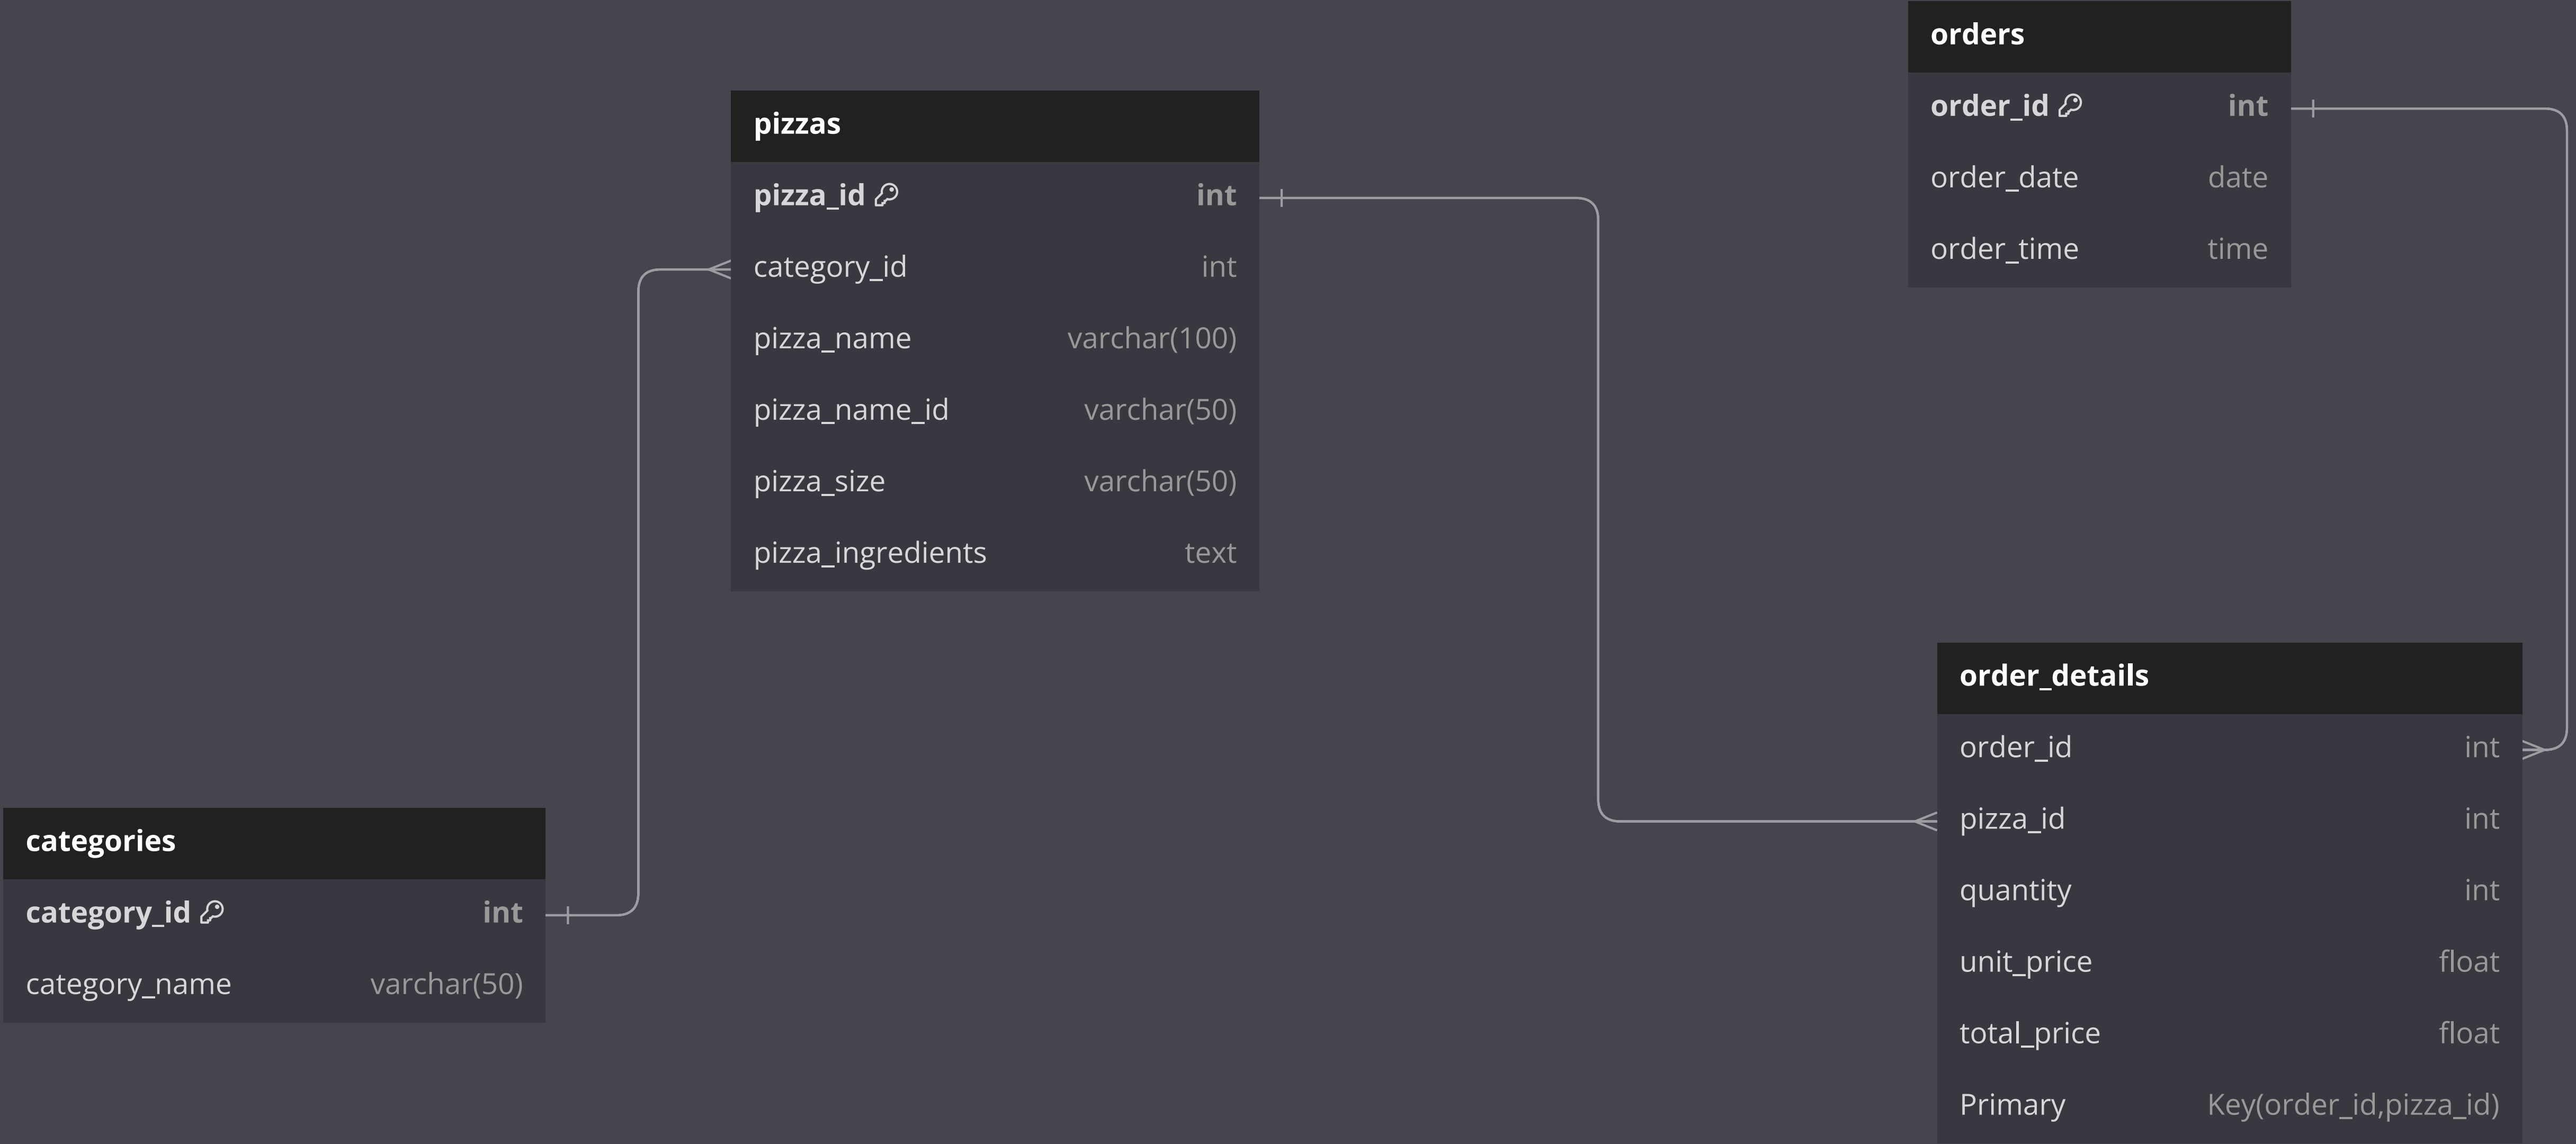 orders
order_id int
order_date date
order_time time
pizzas
pizza_id int
category_id int
pizza_name varchar(100)
pizza_name_id varchar(50)
pizza_size varchar(50)
pizza_ingredients text
order_details
order_id int
pizza_id int
quantity int
unit_price float
total_price float
Primary Key(order_id,pizza_id)
categories
category_id int
category_name varchar(50)